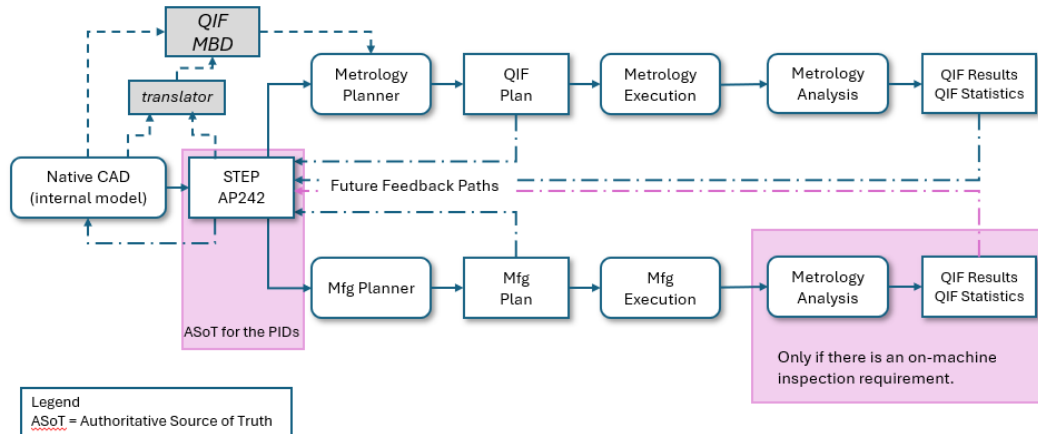 QIF
MBD
translator
Metrology
Planner
QIF
Plan
Metrology
Execution
Metrology
Analysis
QIF Results
QIF Statistics
Native CAD
(internal model)
STEP
AP242
Future Feedback Paths
Mfg Planner
Mfg
Plan
Mfg
Execution
Metrology
Analysis
QIF Results
QIF Statistics
ASoT for the PIDs
Only if there is an on-machine
inspection requirement.
Legend
ASoT = Authoritative Source of Truth